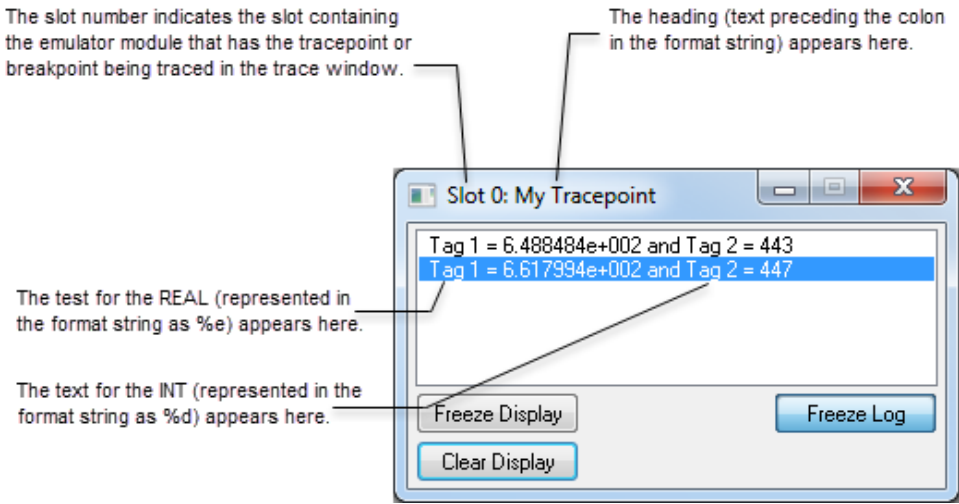 The slot number indicates the slot containing
the emulator module that has the tracepoint or
breakpoint being traced in the trace window.
The heading (text preceding the colon
in the format string) appears here.
Slot 0: My Tracepoint
Tag 1 = 6.488484e+002 and Tag 2 = 443
Tag 1 = 6.617994e+002 and Tag 2 = 447
The test for the REAL (represented in
the format string as %e) appears here.
The text for the INT (represented in the
format string as %d) appears here.
Freeze Display
Freeze Log
Clear Display